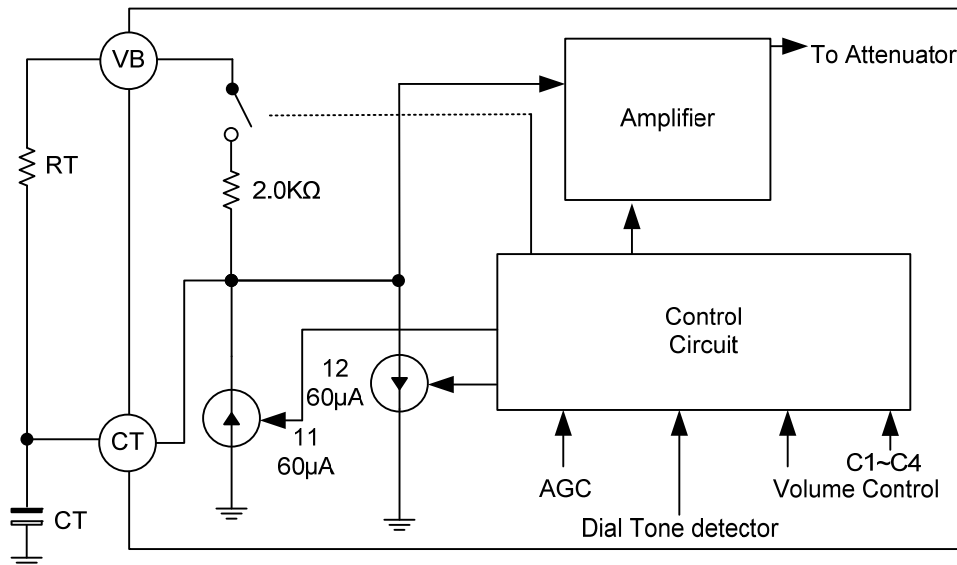 VB
To Attenuator
Amplifier
RT
2.0KΩ
Control
Circuit
12
60µA
11
60µA
CT
CT
AGC
C1~C4
Volume Control
Dial Tone detector